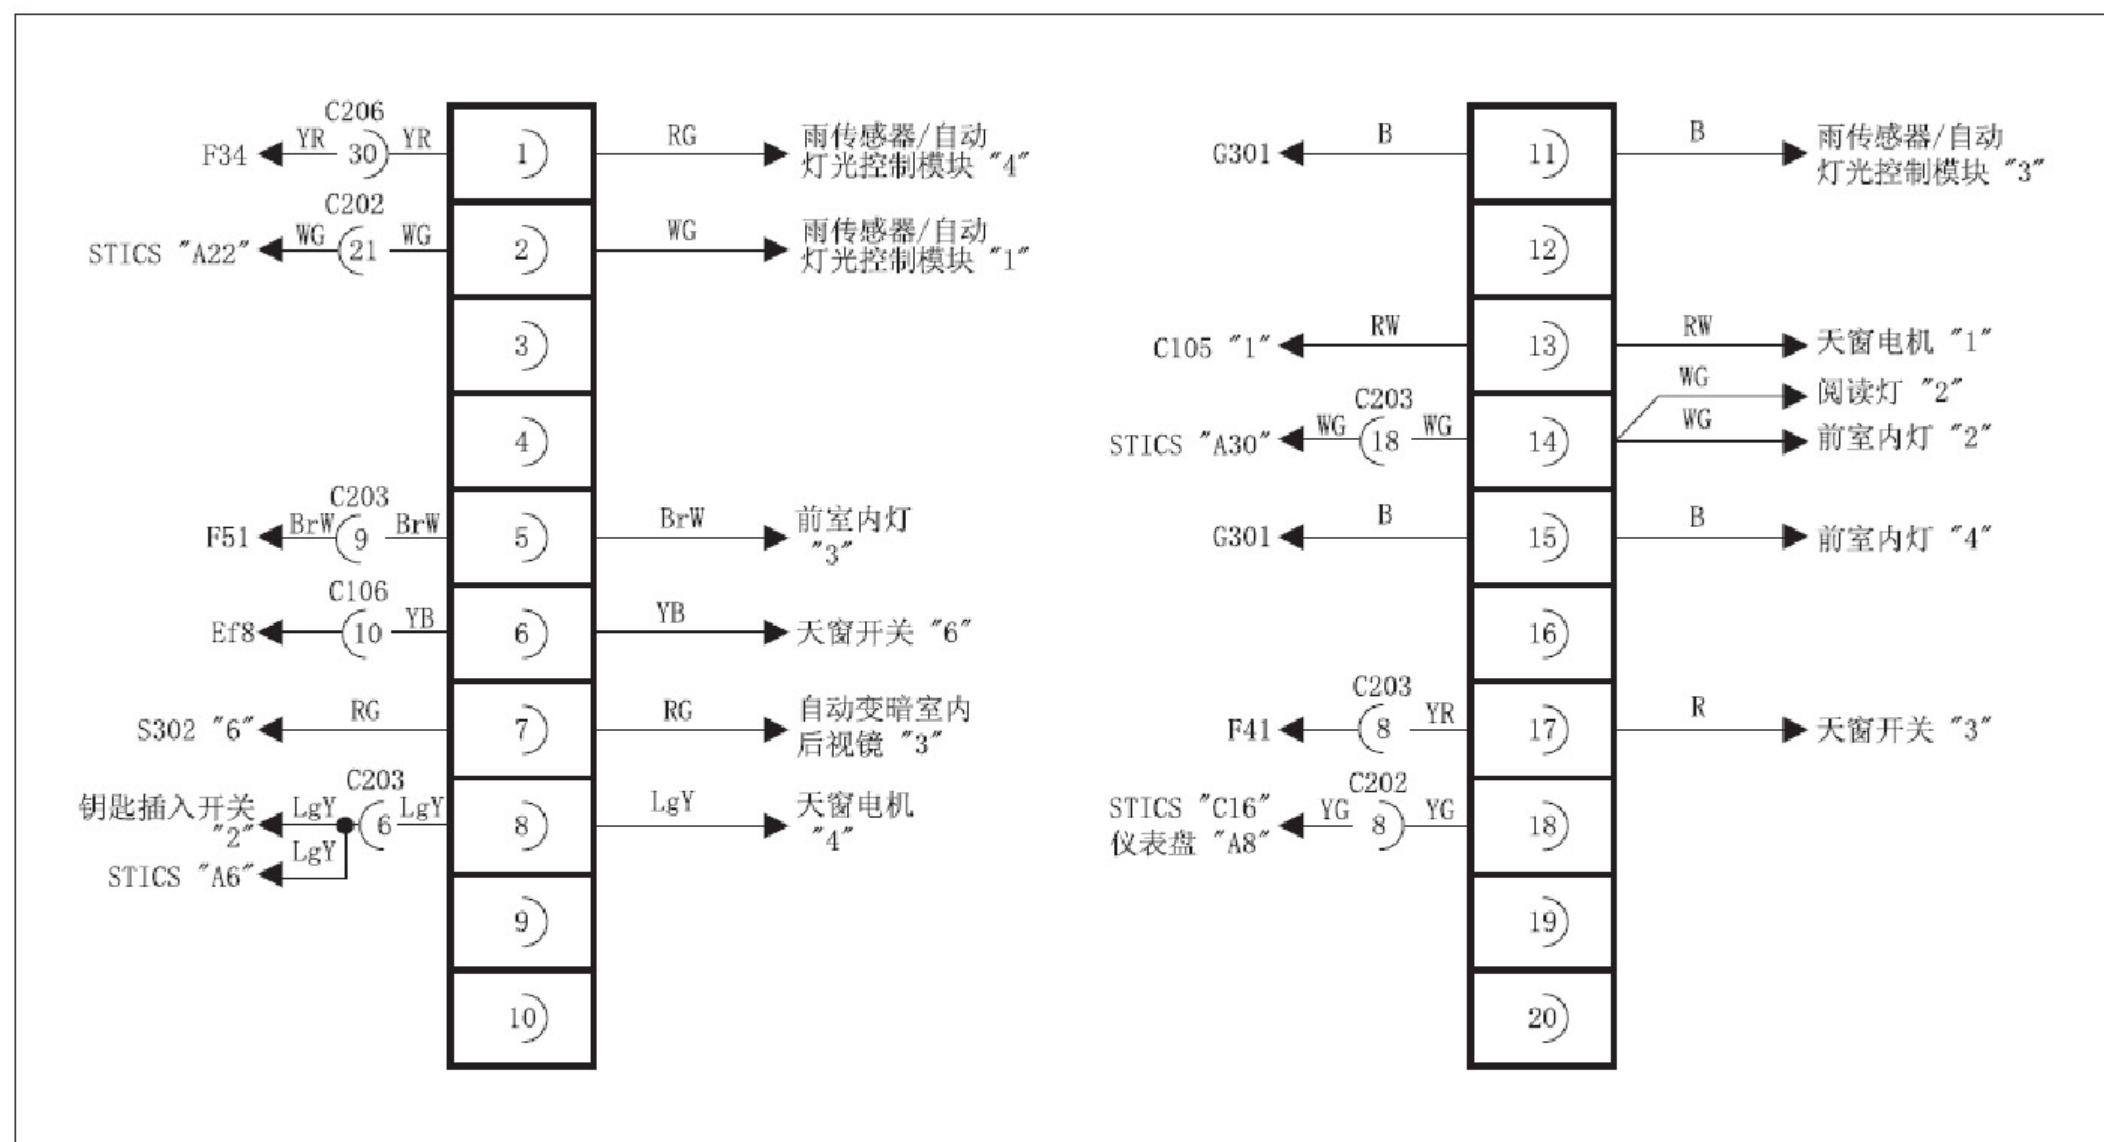 C206
F34 YR 30 YR 1 RG 雨传感器/自动
灯光控制模块 "4"
C202
STICS "A22" WG 21 WG 2 WG 雨传感器/自动
灯光控制模块 "1"
3
4
C203
F51 BrW 9 BrW 5 BrW 前室内灯
"3"
C106
Ef8 10 YB 6 YB 天窗开关 "6"
S302 "6" RG 7 RG 自动变暗室内
后视镜 "3"
C203
钥匙插入开关 LgY 6 LgY 8 LgY 天窗电机
"2" "4"
LgY
STICS "A6"
9
10
G301 B 11 B 雨传感器/自动
灯光控制模块 "3"
12
C105 "1" RW 13 RW 天窗电机 "1"
WG 阅读灯 "2"
C203
STICS "A30" WG 18 WG 14 WG 前室内灯 "2"
G301 B 15 B 前室内灯 "4"
16
C203
F41 8 YR 17 R 天窗开关 "3"
C202
STICS "C16" YG 8 YG 18
仪表盘 "A8"
19
20